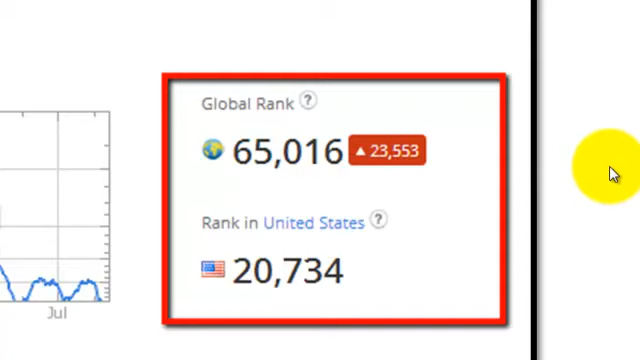 Global Rank ?
65,016 ▲ 23,553
Rank in United States ?
20,734
Jul